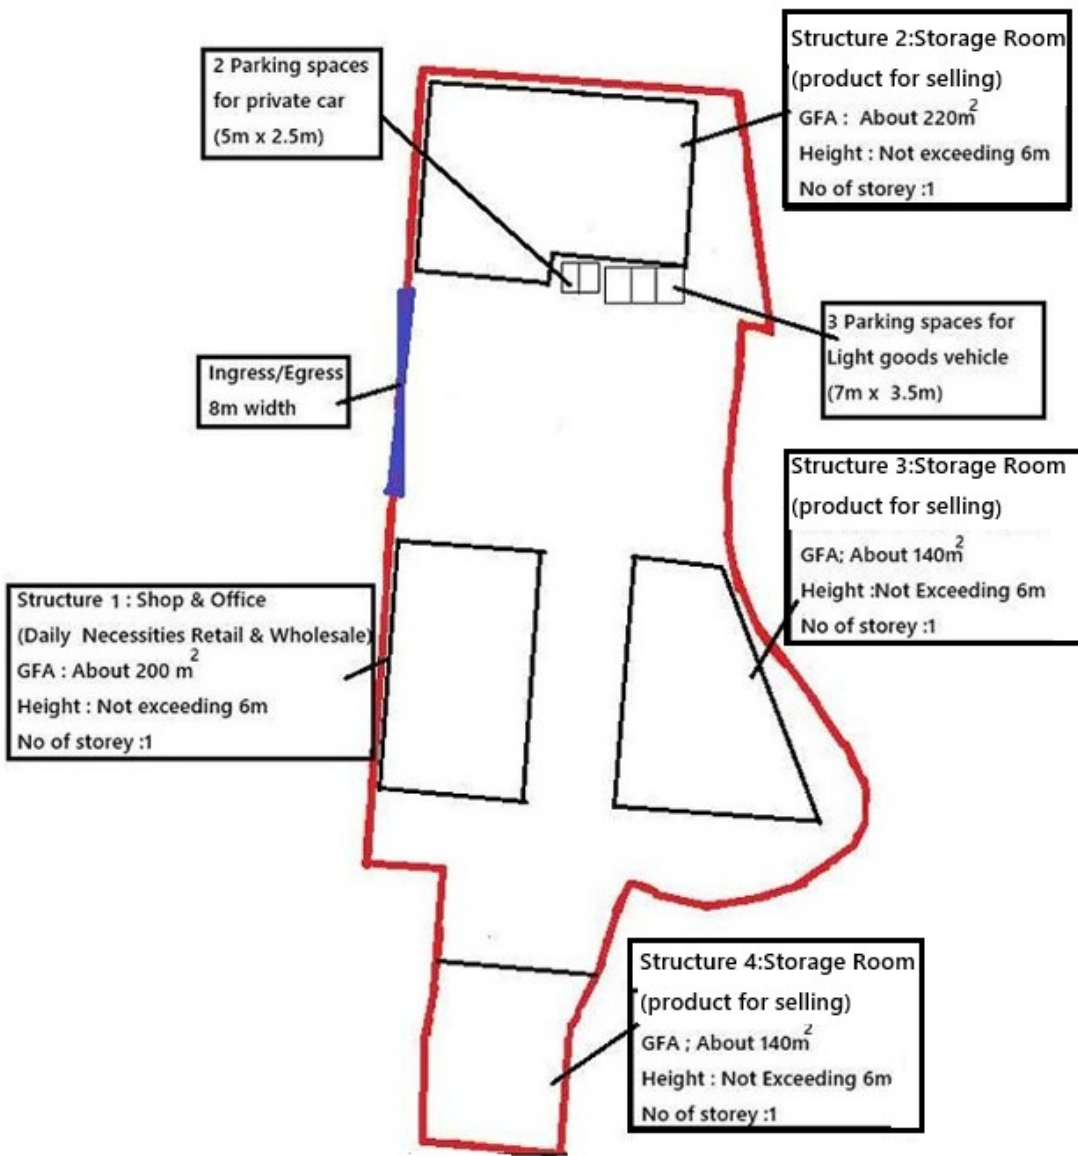 2 Parking spaces
for private car
(5m x 2.5m)
Structure 2:Storage Room
(product for selling)
GFA : About 220m²
Height : Not exceeding 6m
No of storey :1
Ingress/Egress
8m width
3 Parking spaces for
Light goods vehicle
(7m x 3.5m)
Structure 3:Storage Room
(product for selling)
GFA; About 140m²
Height :Not Exceeding 6m
No of storey :1
Structure 1 : Shop & Office
(Daily Necessities Retail & Wholesale)
GFA : About 200 m²
Height : Not exceeding 6m
No of storey :1
Structure 4:Storage Room
(product for selling)
GFA ; About 140m²
Height : Not Exceeding 6m
No of storey :1